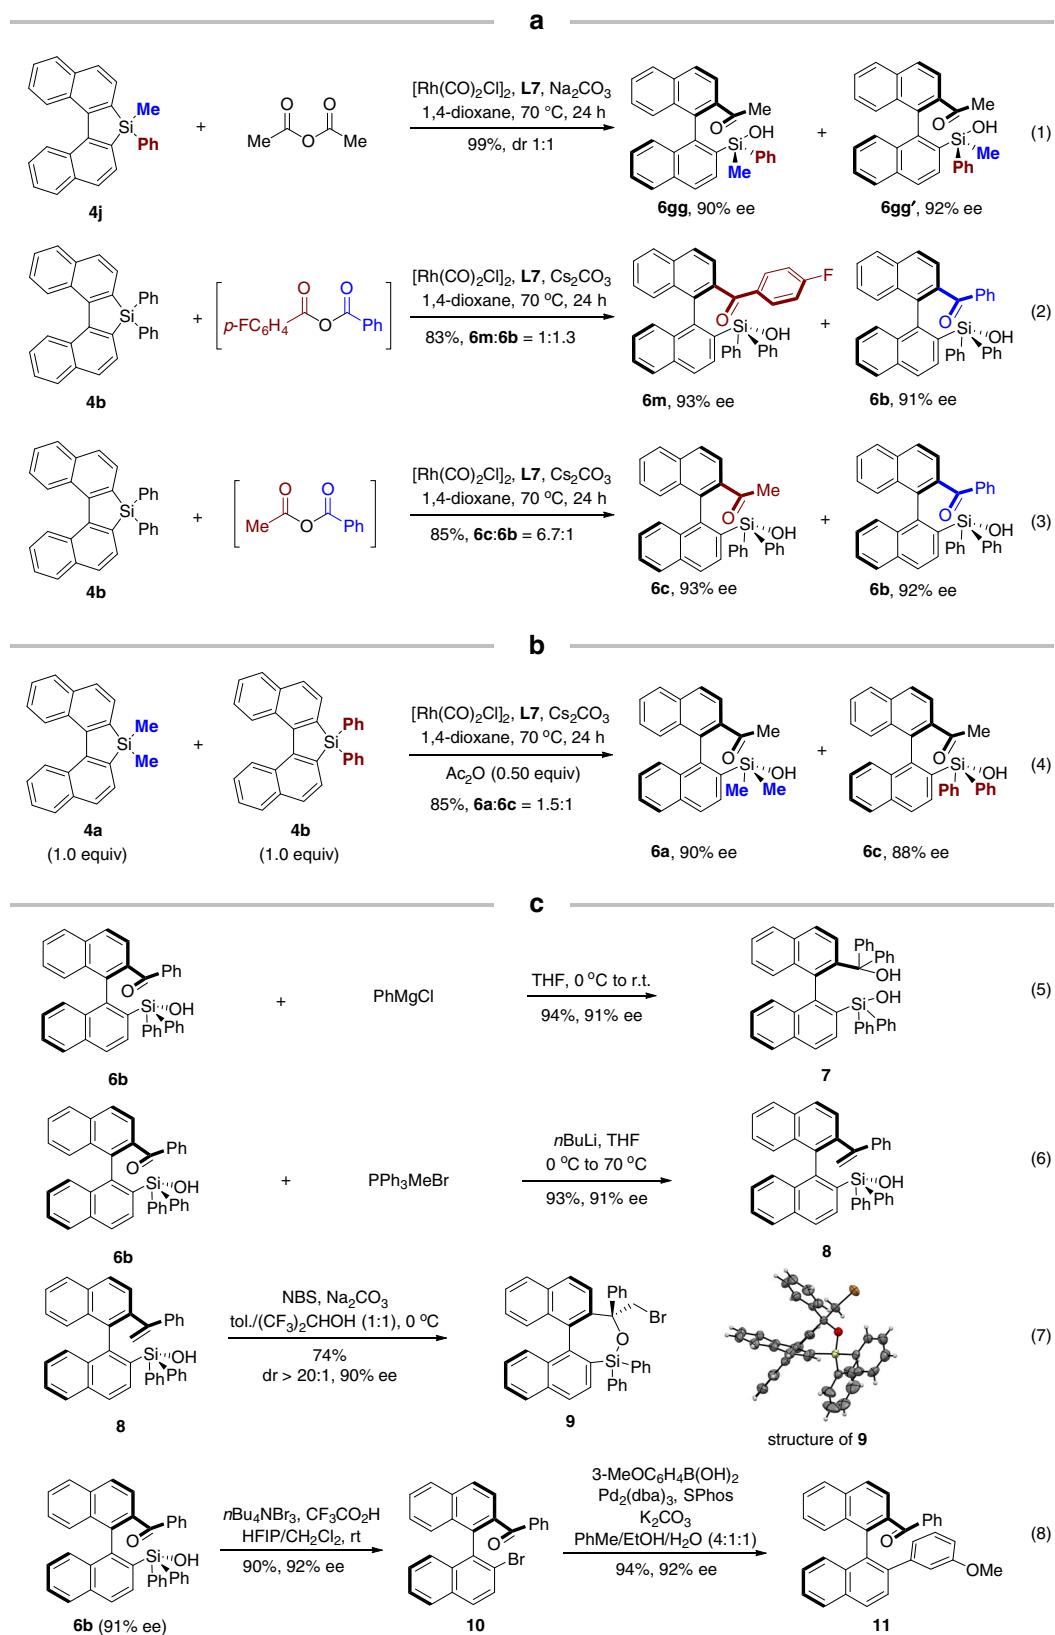 a
Me
Si
Ph
4j
+
O O
Me O Me
[Rh(CO)2Cl]2, L7, Na2CO3
1,4-dioxane, 70 °C, 24 h
99%, dr 1:1
Me
O
OH
Si
Ph
Me
6gg, 90% ee
+
Me
O
OH
Si
Me
Ph
6gg′, 92% ee
(1)
Ph
Si
Ph
4b
+
O O
p-FC6H4 O Ph
[Rh(CO)2Cl]2, L7, Cs2CO3
1,4-dioxane, 70 oC, 24 h
83%, 6m:6b = 1:1.3
F
O
Si OH
Ph Ph
6m, 93% ee
+
Ph
O
Si OH
Ph Ph
6b, 91% ee
(2)
Ph
Si
Ph
4b
+
O O
Me O Ph
[Rh(CO)2Cl]2, L7, Cs2CO3
1,4-dioxane, 70 oC, 24 h
85%, 6c:6b = 6.7:1
Me
O
Si OH
Ph Ph
6c, 93% ee
+
Ph
O
Si OH
Ph Ph
6b, 92% ee
(3)
b
Me
Si
Me
4a
(1.0 equiv)
+
Ph
Si
Ph
4b
(1.0 equiv)
[Rh(CO)2Cl]2, L7, Cs2CO3
1,4-dioxane, 70 oC, 24 h
Ac2O (0.50 equiv)
85%, 6a:6c = 1.5:1
Me
O
Si OH
Me Me
6a, 90% ee
+
Me
O
Si OH
Ph Ph
6c, 88% ee
(4)
c
Ph
O
Si OH
Ph Ph
6b
+
PhMgCl
THF, 0 oC to r.t.
94%, 91% ee
Ph
Ph
OH
OH
Si
Ph Ph
7
(5)
Ph
O
Si OH
Ph Ph
6b
+
PPh3MeBr
nBuLi, THF
0 oC to 70 oC
93%, 91% ee
Ph
Si OH
Ph Ph
8
(6)
Ph
Si OH
Ph Ph
8
NBS, Na2CO3
tol./(CF3)2CHOH (1:1), 0 oC
74%
dr > 20:1, 90% ee
Ph
Br
O
Si Ph
Ph
9
structure of 9
(7)
Ph
O
Si OH
Ph Ph
6b (91% ee)
nBu4NBr3, CF3CO2H
HFIP/CH2Cl2, rt
90%, 92% ee
Ph
O
Br
10
3-MeOC6H4B(OH)2
Pd2(dba)3, SPhos
K2CO3
PhMe/EtOH/H2O (4:1:1)
94%, 92% ee
Ph
O
OMe
11
(8)